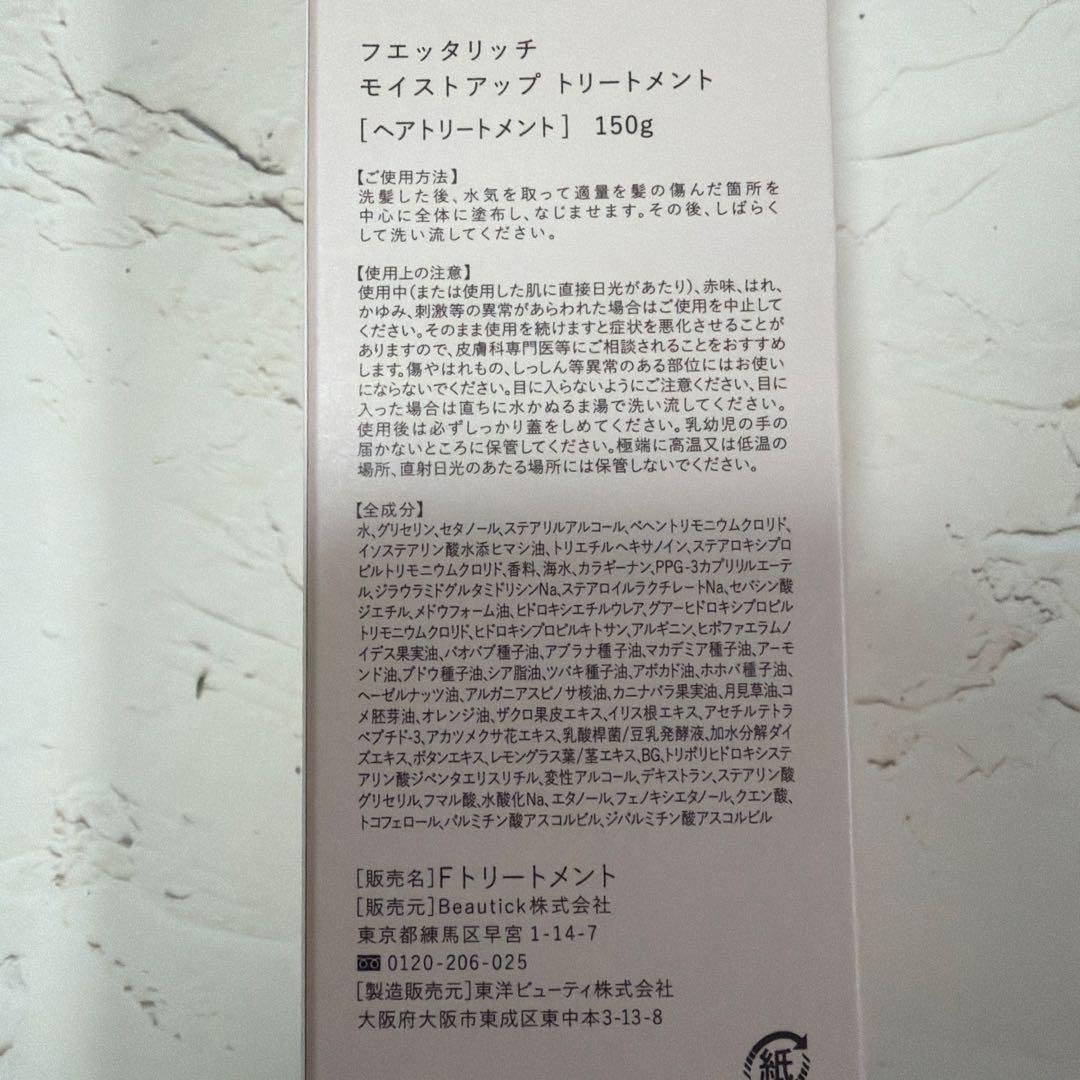 フエッタリッチ
モイストアップ トリートメント
[ヘアトリートメント] 150g
【ご使用方法】
洗髪した後、水気を取って適量を髪の傷んだ箇所を
中心に全体に塗布し、なじませます。その後、しばらく
して洗い流してください。
【使用上の注意】
使用中(または使用した肌に直接日光があたり)、赤味、はれ、
かゆみ、刺激等の異常があらわれた場合はご使用を中止して
ください。そのまま使用を続けますと症状を悪化させることが
ありますので、皮膚科専門医等にご相談されることをおすすめ
します。傷やはれもの、しっしん等異常のある部位にはお使い
にならないでください。目に入らないようにご注意ください、目に
入った場合は直ちに水かぬるま湯で洗い流してください。
使用後は必ずしっかり蓋をしめてください。乳幼児の手の
届かないところに保管してください。極端に高温又は低温の
場所、直射日光のあたる場所には保管しないでください。
【全成分】
水、グリセリン、セタノール、ステアリルアルコール、ベヘントリモニウムクロリド、
イソステアリン酸水添ヒマシ油、トリエチルヘキサノイン、ステアロキシプロ
ピルトリモニウムクロリド、香料、海水、カラギーナン、PPG-3カプリリルエーテ
ル、ジラウラミドグルタミドリシンNa、ステアロイルラクチレートNa、セバシン酸
ジエチル、メドウフォーム油、ヒドロキシエチルウレア、グアーヒドロキシプロピル
トリモニウムクロリド、ヒドロキシプロピルキトサン、アルギニン、ヒポファエラムノ
イデス果実油、バオバブ種子油、アブラナ種子油、マカデミア種子油、アーモ
ンド油、ブドウ種子油、シア脂油、ツバキ種子油、アボカド油、ホホバ種子油、
ヘーゼルナッツ油、アルガニアスピノサ核油、カニナバラ果実油、月見草油、コ
メ胚芽油、オレンジ油、ザクロ果皮エキス、イリス根エキス、アセチルテトラ
ペプチド-3、アカツメクサ花エキス、乳酸桿菌/豆乳発酵液、加水分解ダイ
ズエキス、ボタンエキス、レモングラス葉/茎エキス、BG、トリポリヒドロキシステ
アリン酸ジペンタエリスリチル、変性アルコール、デキストラン、ステアリン酸
グリセリル、フマル酸、水酸化Na、エタノール、フェノキシエタノール、クエン酸、
トコフェロール、パルミチン酸アスコルビル、ジパルミチン酸アスコルビル
[販売名]Fトリートメント
[販売元]Beautick株式会社
東京都練馬区早宮 1-14-7
0120-206-025
[製造販売元]東洋ビューティ株式会社
大阪府大阪市東成区東中本3-13-8
紙